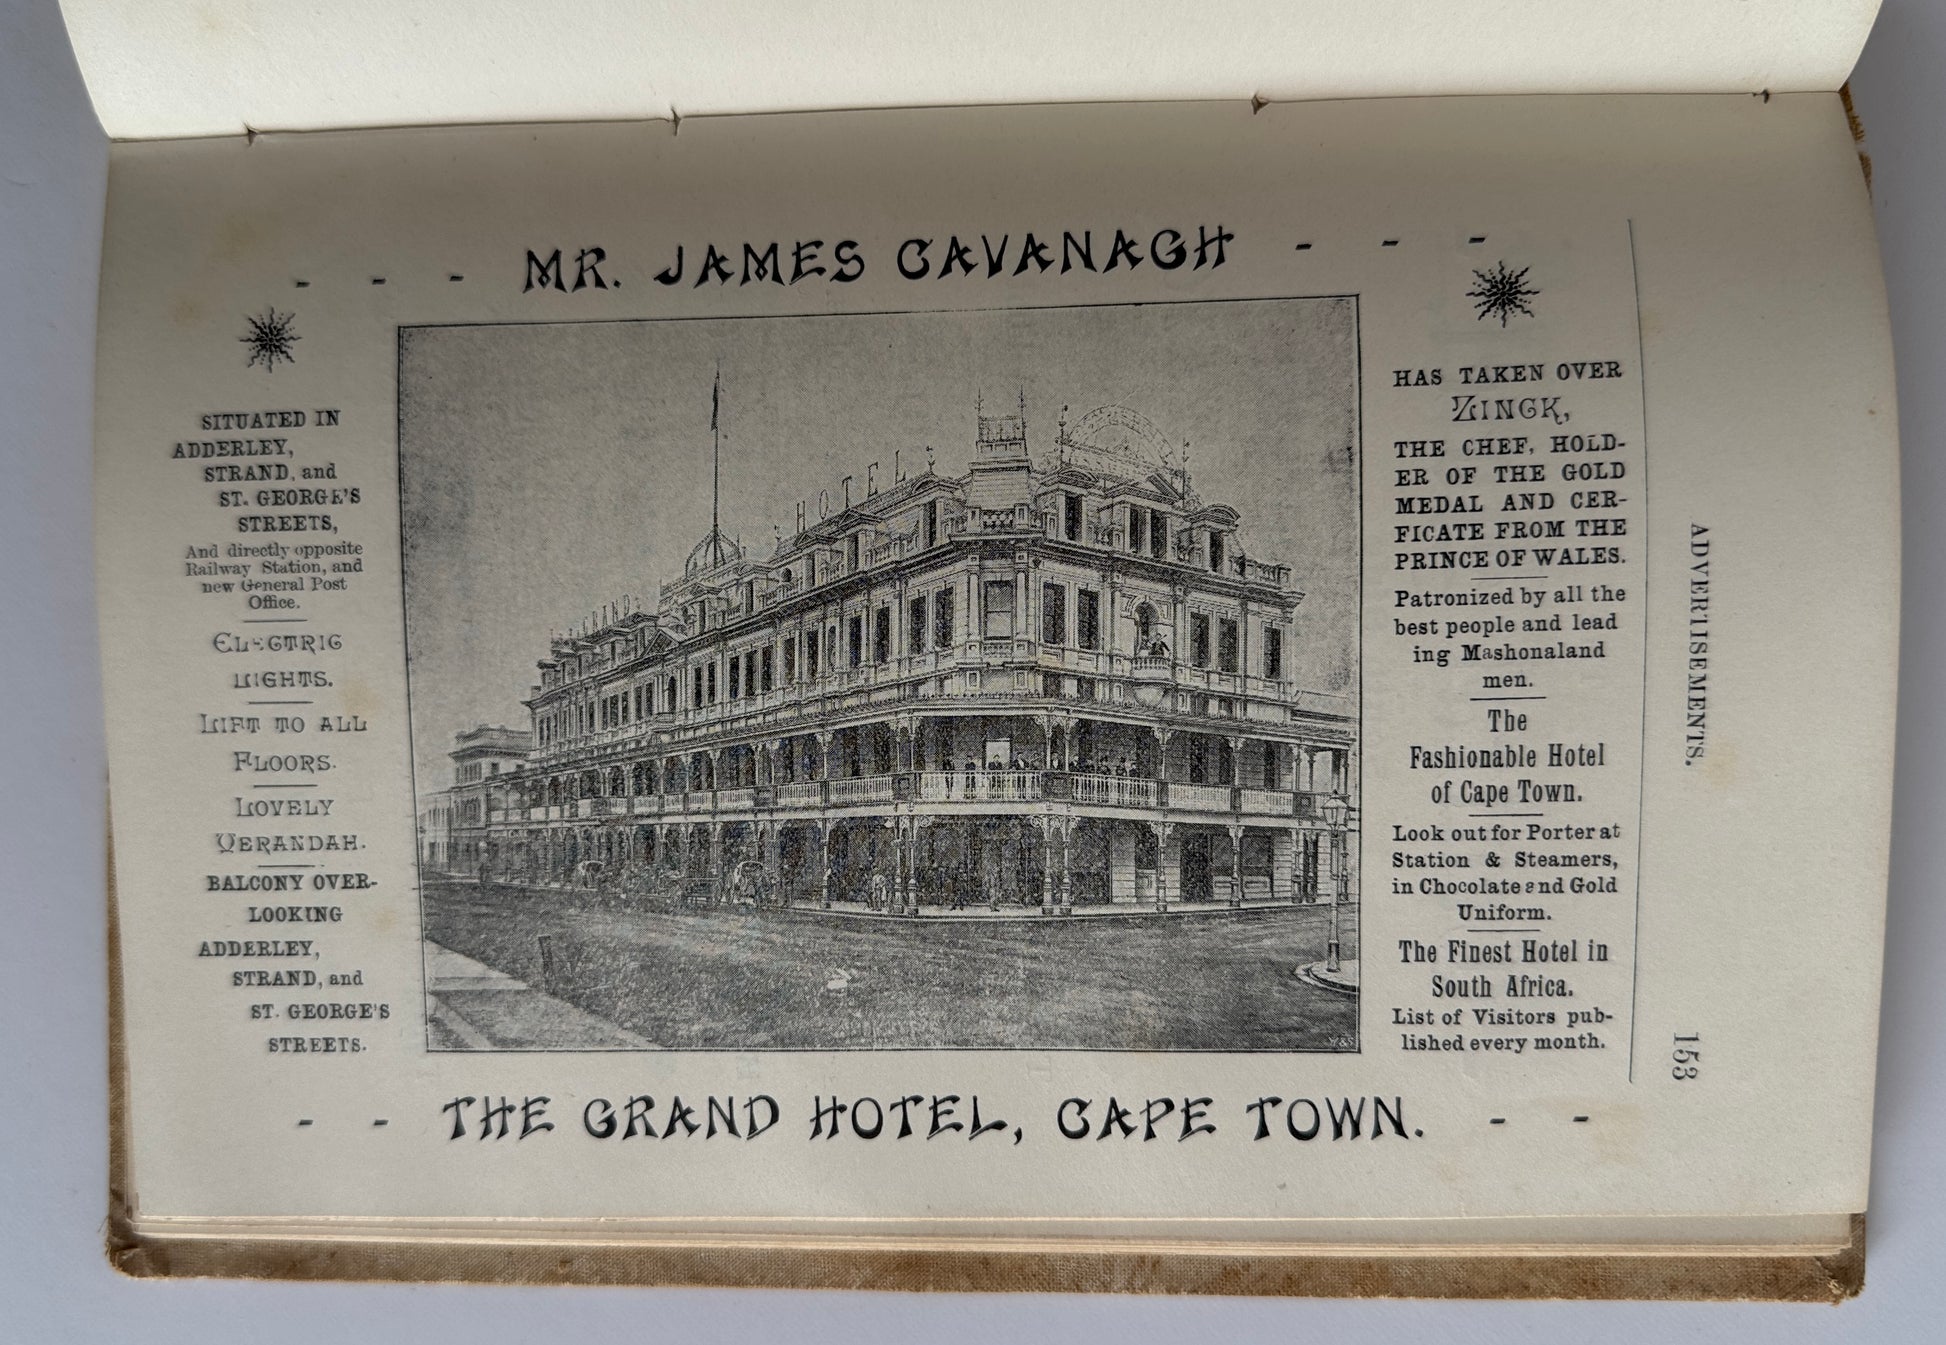 - - - MR. JAMES CAVANAGH - - -
SITUATED IN
ADDERLEY,
STRAND, and
ST. GEORGE'S
STREETS,
And directly opposite
Railway Station, and
new General Post
Office.
ELECTRIC
LIGHTS.
LIFT TO ALL
FLOORS.
LOVELY
VERANDAH.
BALCONY OVER-
LOOKING
ADDERLEY,
STRAND, and
ST. GEORGE'S
STREETS.
HOTEL
GRAND
HAS TAKEN OVER
ZINCK,
THE CHEF, HOLD-
ER OF THE GOLD
MEDAL AND CER-
FICATE FROM THE
PRINCE OF WALES.
Patronized by all the
best people and lead
ing Mashonaland
men.
The
Fashionable Hotel
of Cape Town.
Look out for Porter at
Station & Steamers,
in Chocolate and Gold
Uniform.
The Finest Hotel in
South Africa.
List of Visitors pub-
lished every month.
- - THE GRAND HOTEL, CAPE TOWN. - -
ADVERTISEMENTS.
153